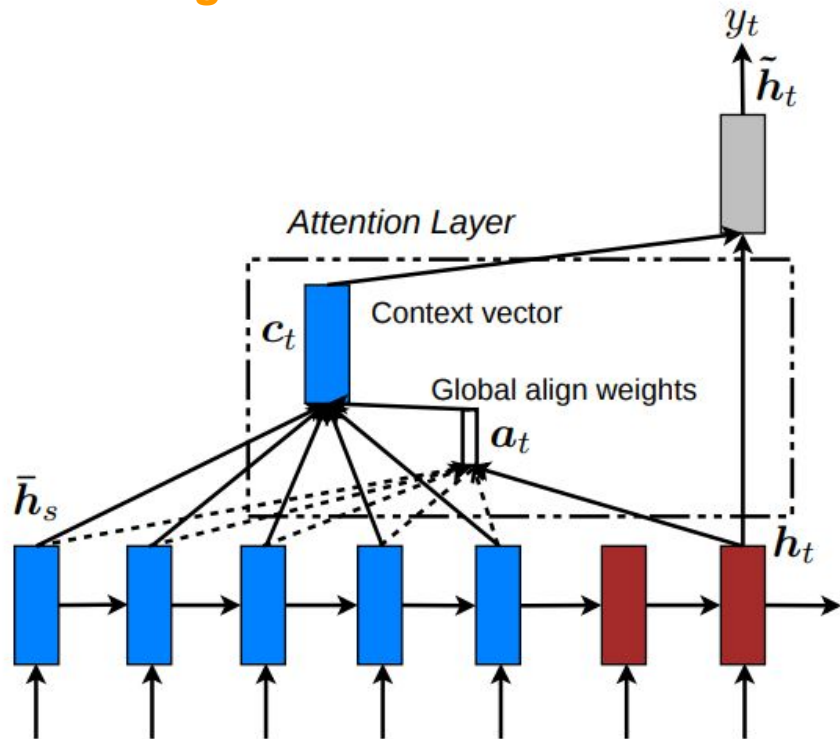 y_t
h̃_t
Attention Layer
c_t
Context vector
Global align weights
a_t
h̄_s
h_t